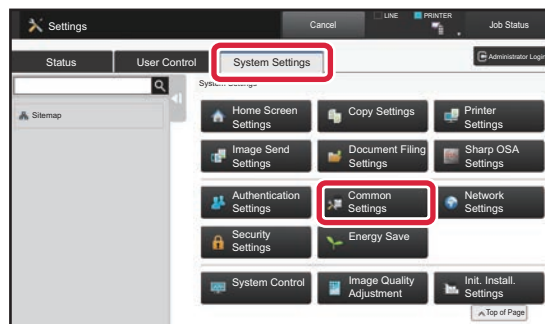 Settings
Cancel
LINE
PRINTER
Job Status
Status
User Control
System Settings
Administrator Login
System Settings
Sitemap
Home Screen
Settings
Copy Settings
Printer
Settings
Image Send
Settings
Document Filing
Settings
Sharp OSA
Settings
Authentication
Settings
Common
Settings
Network
Settings
Security
Settings
Energy Save
System Control
Image Quality
Adjustment
Init. Install.
Settings
Top of Page